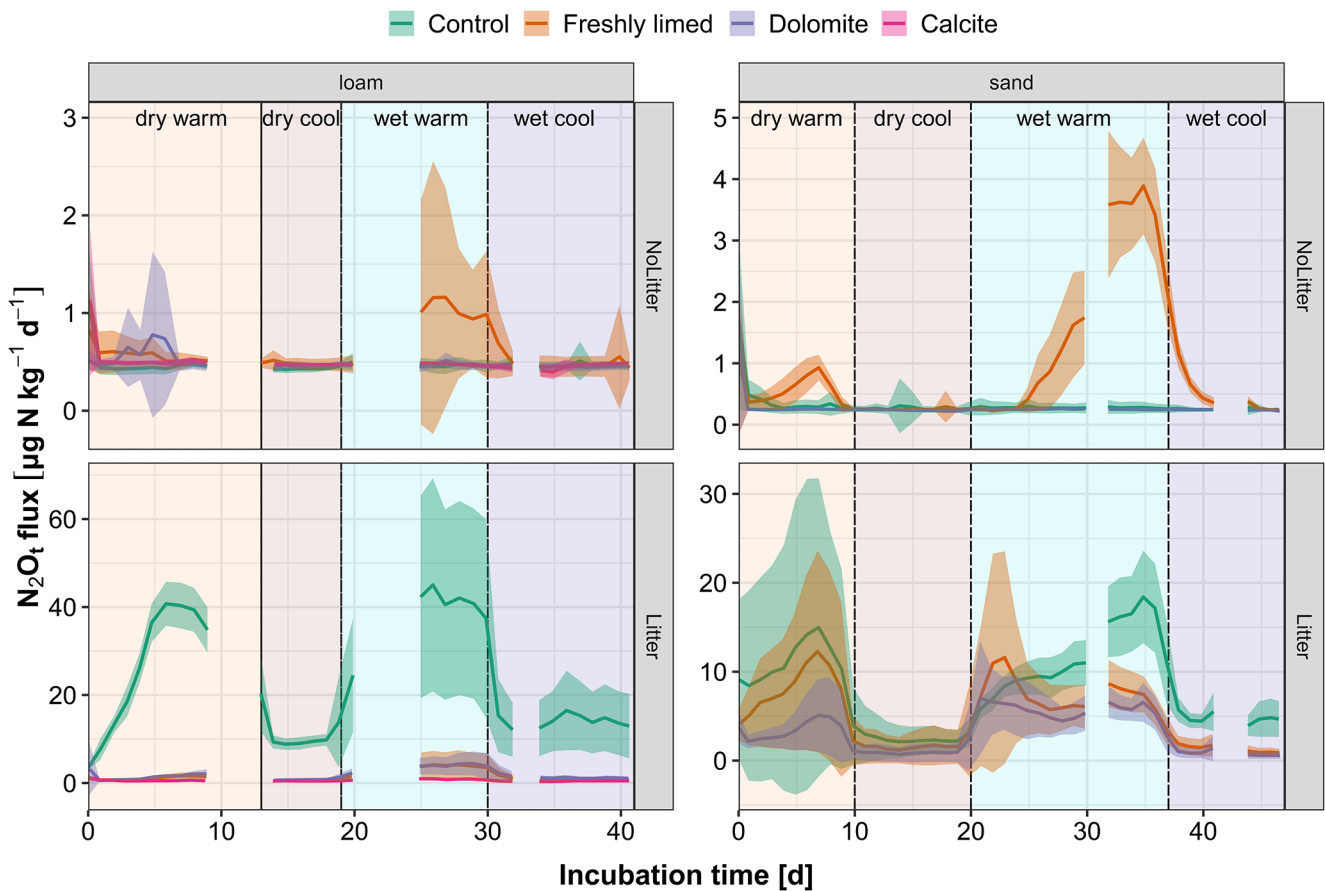 Control Freshly limed Dolomite Calcite
loam sand
dry warm dry cool wet warm wet cool dry warm dry cool wet warm wet cool
3
2
1
0
NoLitter
5
4
3
2
1
0
NoLitter
60
40
20
0
Litter
30
20
10
0
Litter
0 10 20 30 40 0 10 20 30 40
N₂Oₜ flux [µg N kg⁻¹ d⁻¹]
Incubation time [d]